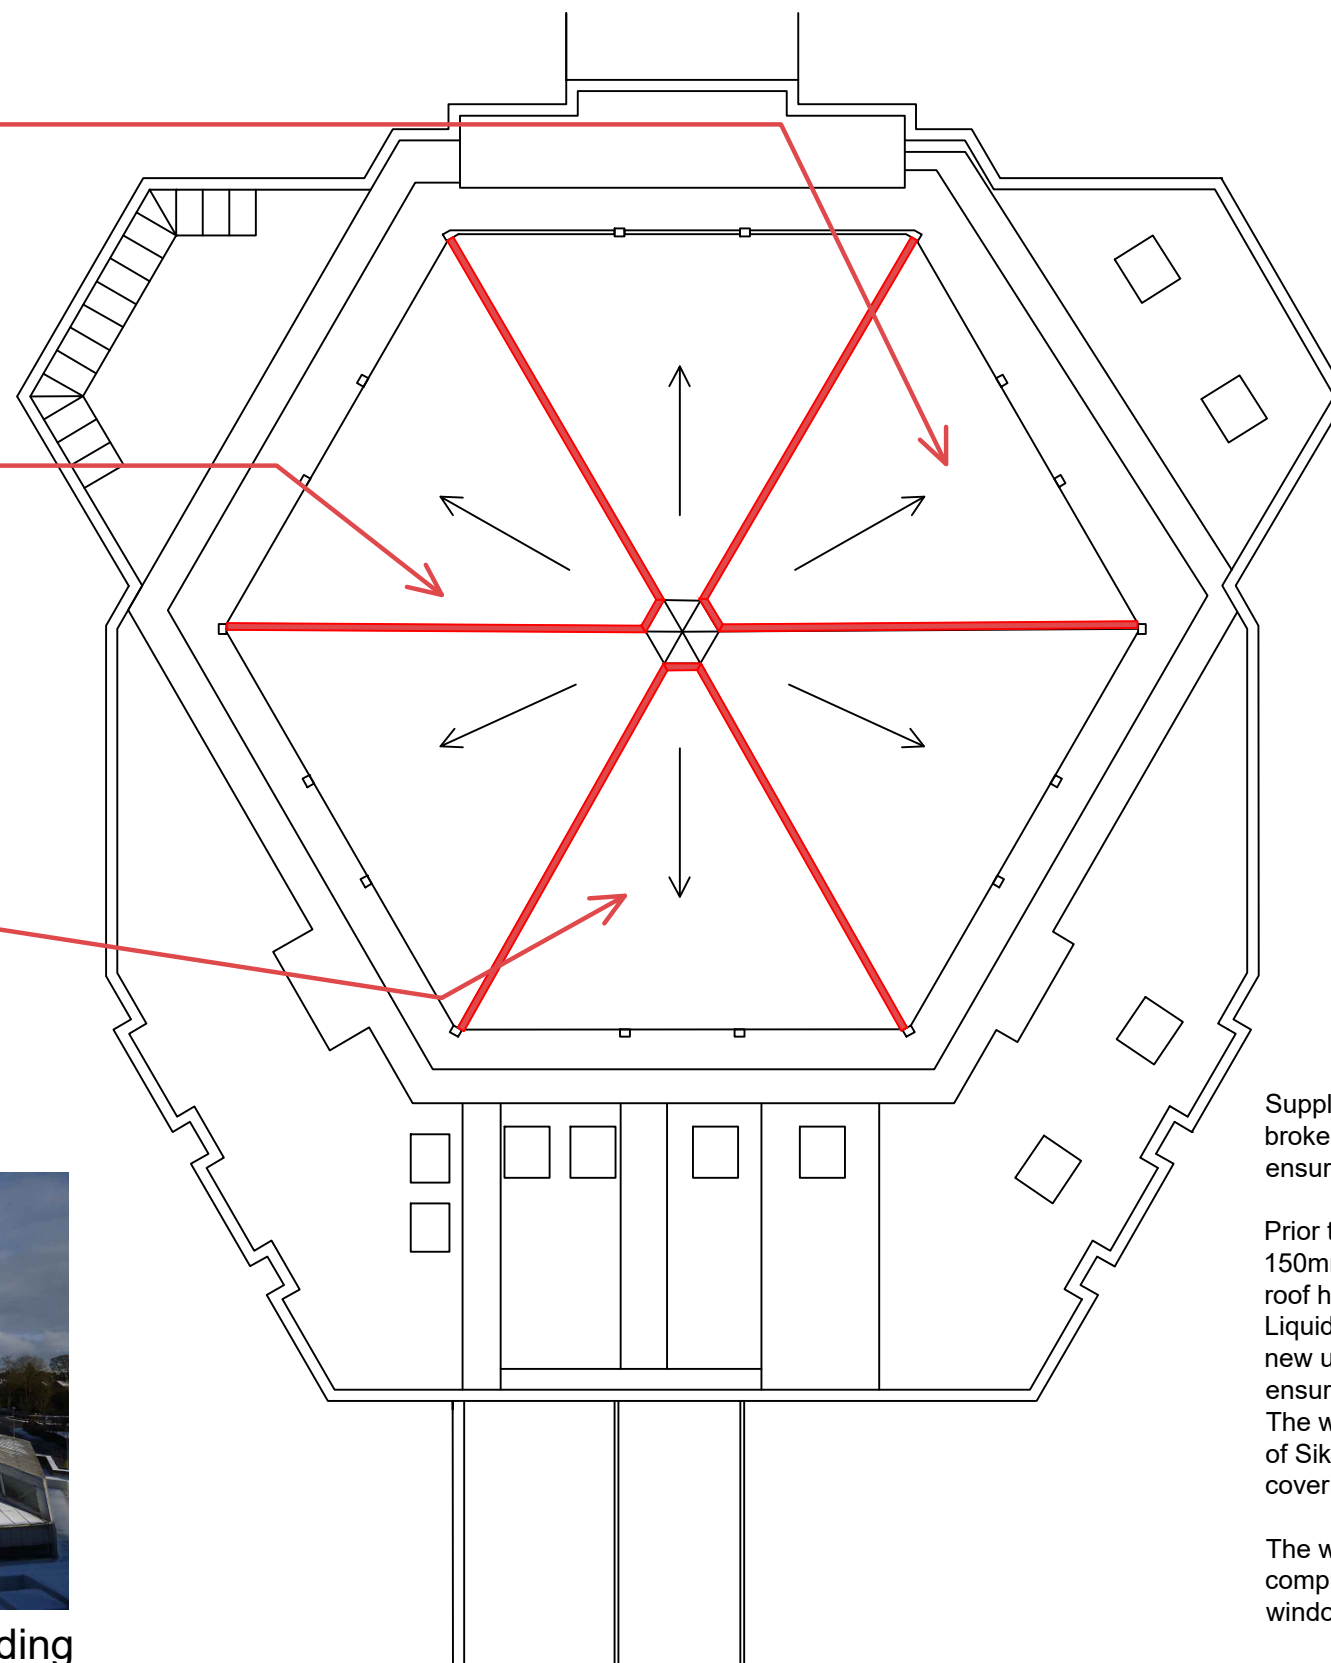 Suppl
broke
ensur
Prior t
150m
roof h
Liquid
new u
ensur
The w
of Sik
cover
The w
comp
windo
ding